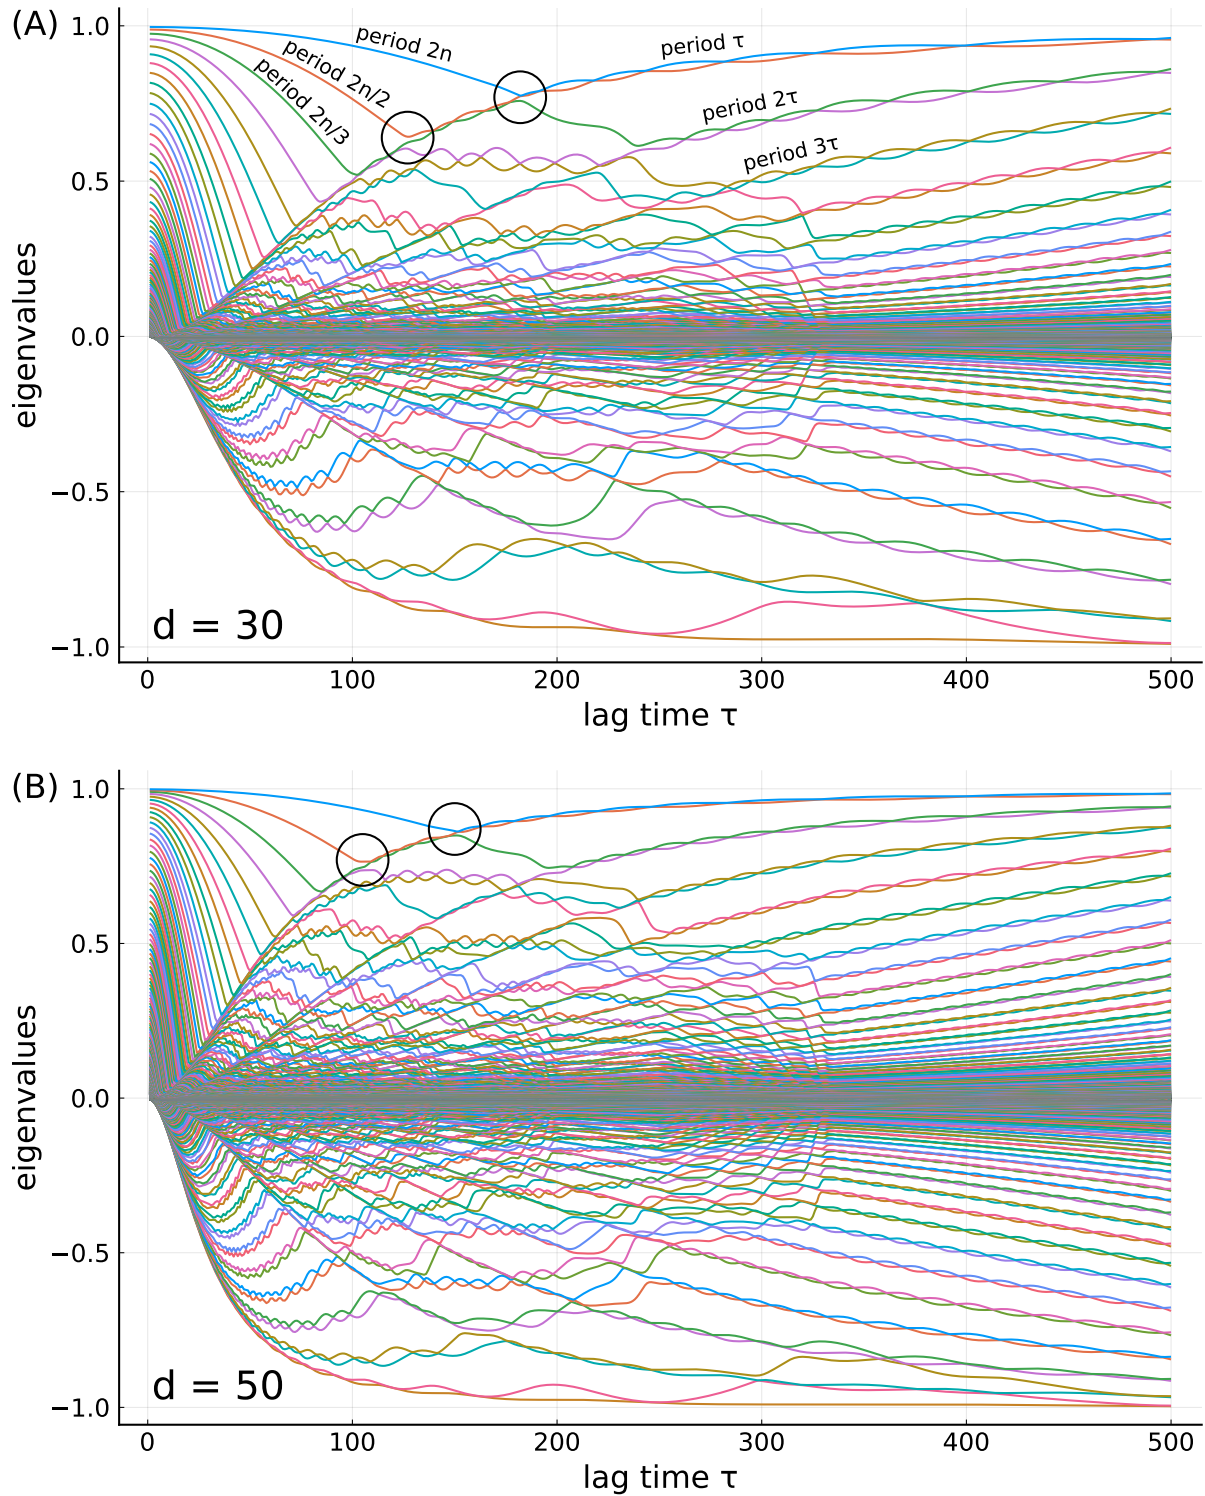 (A)
1.0
0.5
0.0
−0.5
−1.0
eigenvalues
period 2n
period 2n/2
period 2n/3
period τ
period 2τ
period 3τ
d = 30
0 100 200 300 400 500
lag time τ
(B)
1.0
0.5
0.0
−0.5
−1.0
eigenvalues
d = 50
0 100 200 300 400 500
lag time τ